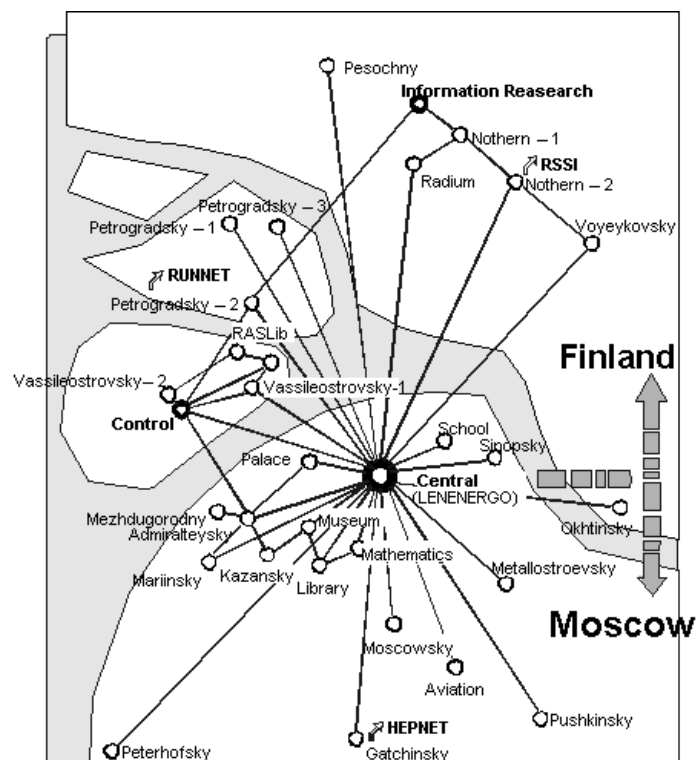 Pesochny
Information Reasearch
Nothern – 1
RSSI
Radium
Nothern – 2
Petrogradsky – 3
Petrogradsky – 1
Voyeykovsky
RUNNET
Petrogradsky – 2
RASLib
Finland
Vassileostrovsky– 2
Vassileostrovsky-1
Control
School
Sinopsky
Palace
Central
(LENENERGO)
Mezhdugorodny
Museum
Okhtinsky
Admiralteysky
Mathematics
Mariinsky
Kazansky
Library
Metallostroevsky
Moscow
Moscowsky
Aviation
Pushkinsky
HEPNET
Peterhofsky
Gatchinsky